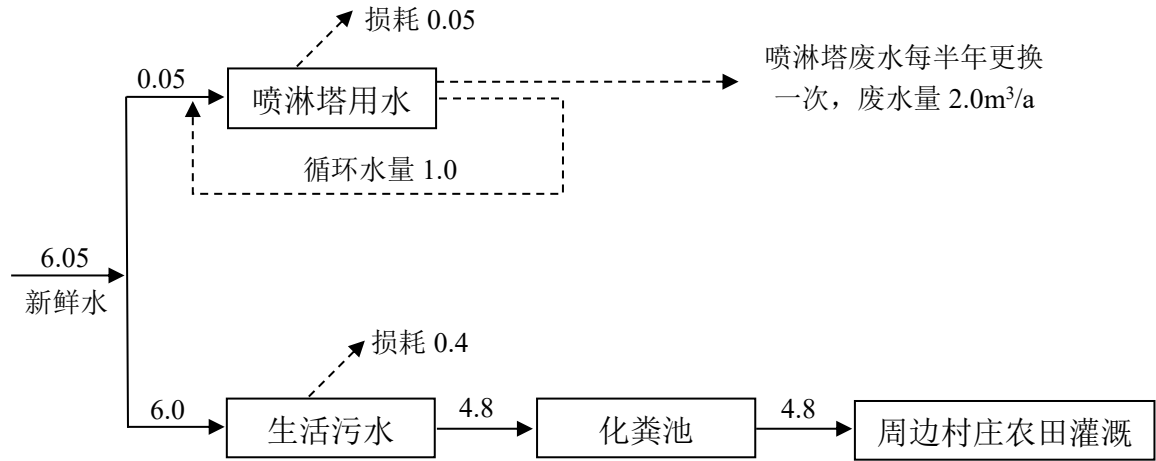 损耗 0.05
0.05
喷淋塔用水
喷淋塔废水每半年更换
一次，废水量 2.0m³/a
循环水量 1.0
6.05
新鲜水
损耗 0.4
6.0
生活污水
4.8
化粪池
4.8
周边村庄农田灌溉